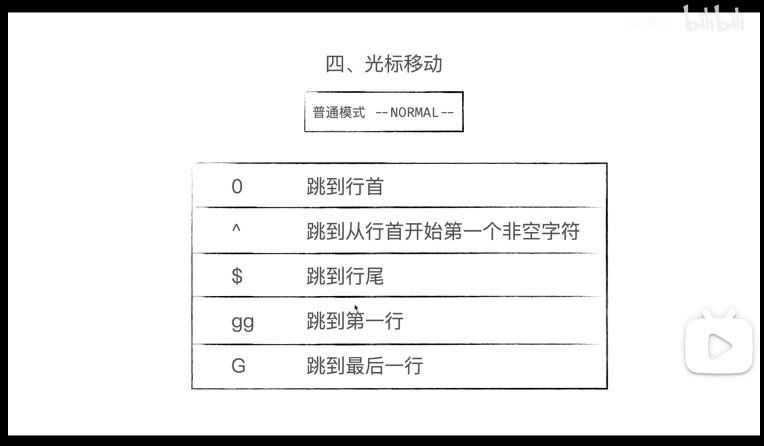 bilibili
四、光标移动
普通模式 --NORMAL--
0 跳到行首
^ 跳到从行首开始第一个非空字符
$ 跳到行尾
gg 跳到第一行
G 跳到最后一行